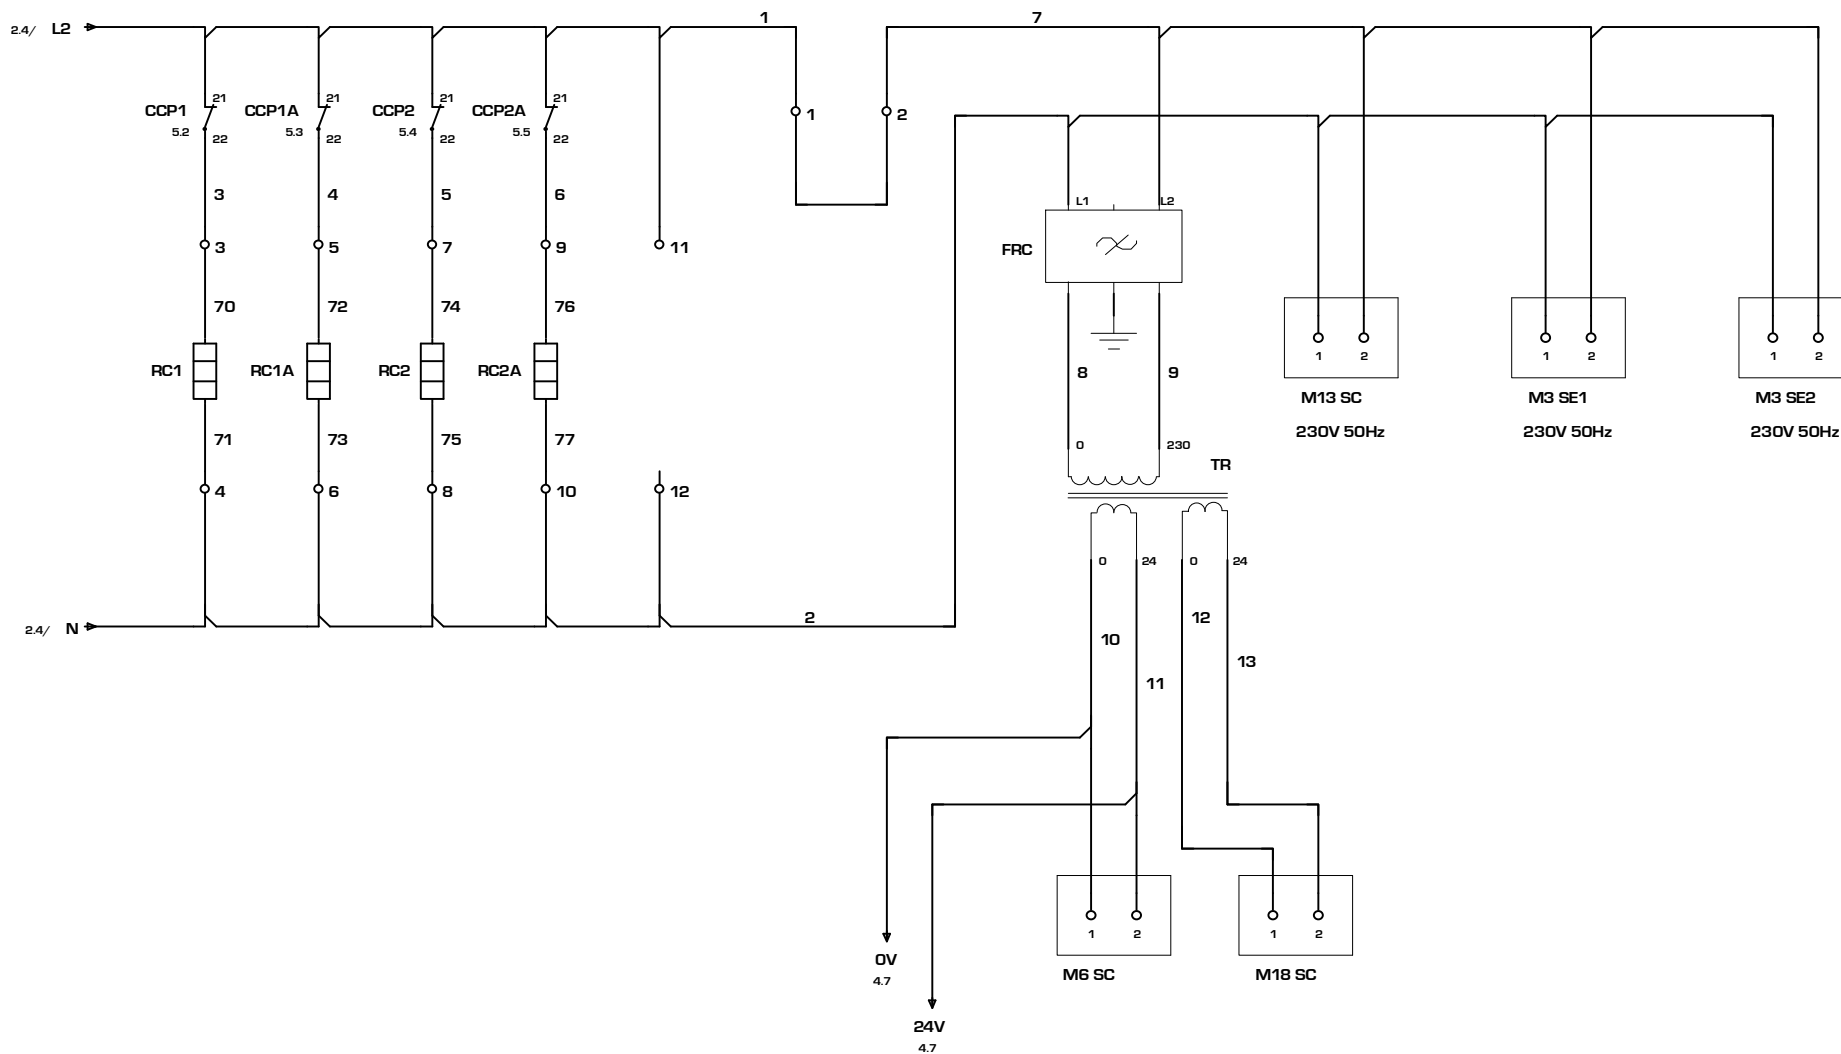 2.4/ L2 1 7
CCP1 21 CCP1A 21 CCP2 21 CCP2A 21
5.2 22 5.3 22 5.4 22 5.5 22
1 2
3 4 5 6
L1 L2
3 5 7 9 11
FRC
70 72 74 76
1 2 1 2 1 2
RC1 RC1A RC2 RC2A
8 9
M13 SC M3 SE1 M3 SE2
230V 50Hz 230V 50Hz 230V 50Hz
71 73 75 77
0 230
TR
4 6 8 10 12
0 24 0 24
2.4/ N 2
12
10
13
11
1 2 1 2
0V
4.7
M6 SC M18 SC
24V
4.7